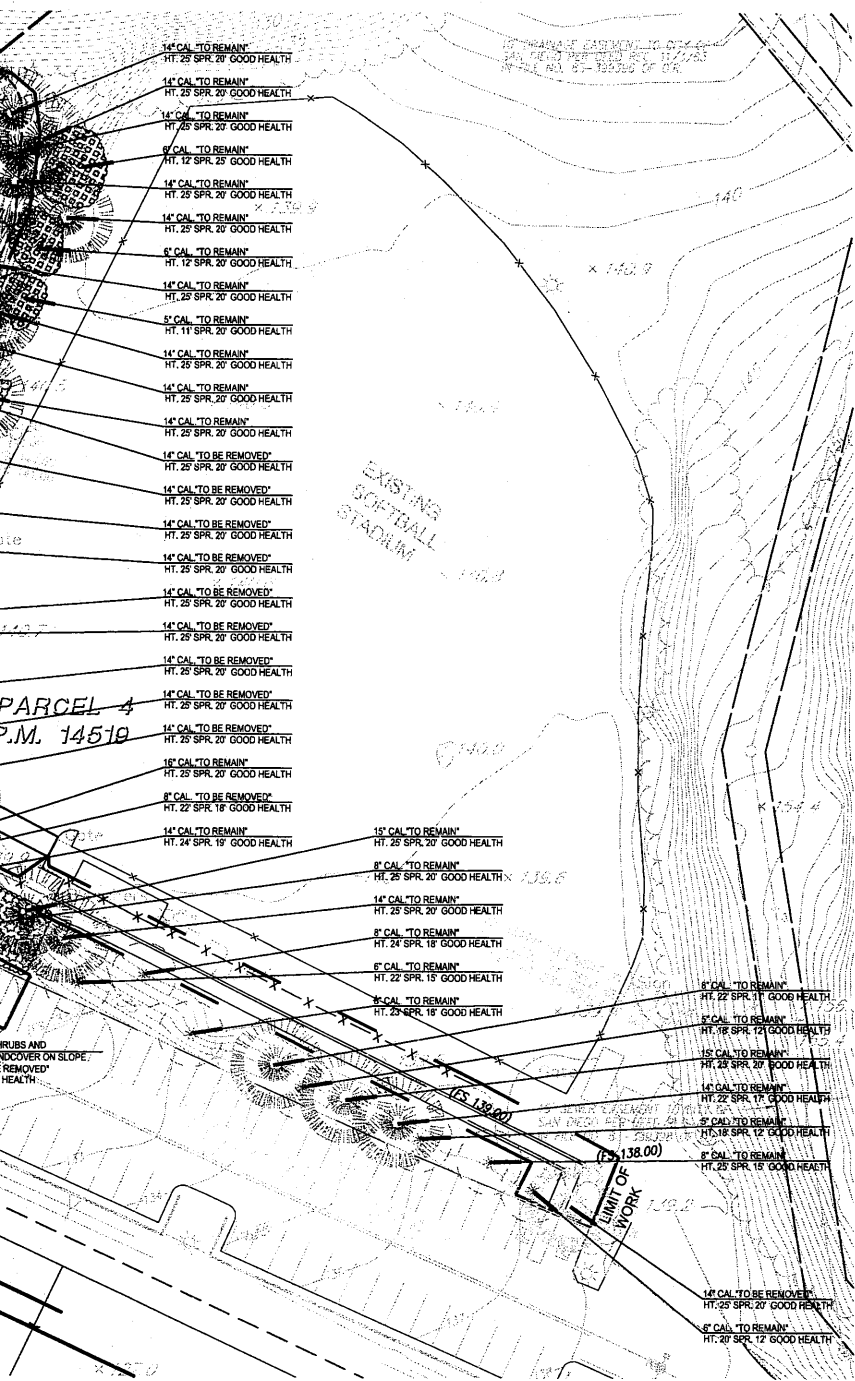 14" CAL. "TO REMAIN"
HT. 25' SPR. 20' GOOD HEALTH
14" CAL. "TO REMAIN"
HT. 25' SPR. 20' GOOD HEALTH
14" CAL. "TO REMAIN"
HT. 25' SPR. 20' GOOD HEALTH
6" CAL. "TO REMAIN"
HT. 12' SPR. 25' GOOD HEALTH
14" CAL. "TO REMAIN"
HT. 25' SPR. 20' GOOD HEALTH
14" CAL. "TO REMAIN"
HT. 25' SPR. 20' GOOD HEALTH
6" CAL. "TO REMAIN"
HT. 12' SPR. 20' GOOD HEALTH
14" CAL. "TO REMAIN"
HT. 25' SPR. 20' GOOD HEALTH
5" CAL. "TO REMAIN"
HT. 11' SPR. 20' GOOD HEALTH
14" CAL. "TO REMAIN"
HT. 25' SPR. 20' GOOD HEALTH
14" CAL. "TO REMAIN"
HT. 25' SPR. 20' GOOD HEALTH
14" CAL. "TO REMAIN"
HT. 25' SPR. 20' GOOD HEALTH
14" CAL. "TO BE REMOVED"
HT. 25' SPR. 20' GOOD HEALTH
14" CAL. "TO BE REMOVED"
HT. 25' SPR. 20' GOOD HEALTH
14" CAL. "TO BE REMOVED"
HT. 25' SPR. 20' GOOD HEALTH
14" CAL. "TO BE REMOVED"
HT. 25' SPR. 20' GOOD HEALTH
14" CAL. "TO BE REMOVED"
HT. 25' SPR. 20' GOOD HEALTH
14" CAL. "TO BE REMOVED"
HT. 25' SPR. 20' GOOD HEALTH
14" CAL. "TO BE REMOVED"
HT. 25' SPR. 20' GOOD HEALTH
14" CAL. "TO BE REMOVED"
HT. 25' SPR. 20' GOOD HEALTH
14" CAL. "TO BE REMOVED"
HT. 25' SPR. 20' GOOD HEALTH
16" CAL. "TO REMAIN"
HT. 25' SPR. 20' GOOD HEALTH
8" CAL. "TO BE REMOVED"
HT. 22' SPR. 18' GOOD HEALTH
14" CAL. "TO REMAIN"
HT. 24' SPR. 19' GOOD HEALTH
PARCEL 4
P.M. 14519
140
139.9
140.9
EXISTING
SOFTBALL
STADIUM
140.0
154.4
139.6
15" CAL. "TO REMAIN"
HT. 25' SPR. 20' GOOD HEALTH
8" CAL. "TO REMAIN"
HT. 25' SPR. 20' GOOD HEALTH
14" CAL. "TO REMAIN"
HT. 25' SPR. 20' GOOD HEALTH
8" CAL. "TO REMAIN"
HT. 24' SPR. 18' GOOD HEALTH
6" CAL. "TO REMAIN"
HT. 22' SPR. 15' GOOD HEALTH
CAL. "TO REMAIN"
HT. 23' SPR. 18' GOOD HEALTH
8" CAL. "TO REMAIN"
HT. 22' SPR. 17' GOOD HEALTH
5" CAL. "TO REMAIN"
HT. 18' SPR. 12' GOOD HEALTH
15" CAL. "TO REMAIN"
HT. 25' SPR. 20' GOOD HEALTH
14" CAL. "TO REMAIN"
HT. 22' SPR. 17' GOOD HEALTH
5" CAL. "TO REMAIN"
HT. 18' SPR. 12' GOOD HEALTH
8" CAL. "TO REMAIN"
HT. 25' SPR. 15' GOOD HEALTH
HRUBS AND
NDCOVER ON SLOPE
REMOVED"
HEALTH
(FS 139.00)
(FS 138.00)
LIMIT OF
WORK
14" CAL. "TO BE REMOVED"
HT. 25' SPR. 20' GOOD HEALTH
6" CAL. "TO REMAIN"
HT. 20' SPR. 12' GOOD HEALTH